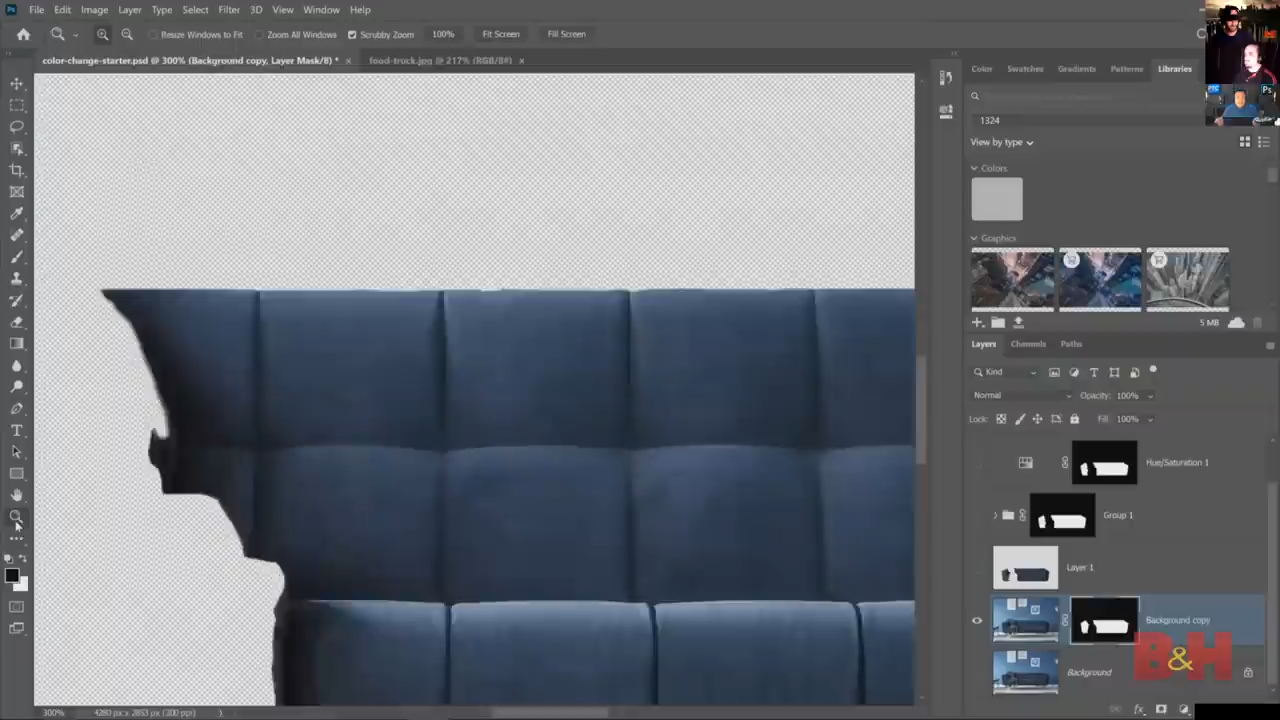 Ps File Edit Image Layer Type Select Filter 3D View Window Help
Resize Windows to Fit Zoom All Windows Scrubby Zoom 100% Fit Screen Fill Screen
color-change-starter.psd @ 300% (Background copy, Layer Mask/8) * × food-truck.jpg @ 217% (RGB/8#) ×
Color Swatches Gradients Patterns Libraries
1324
View by type
Colors
Graphics
5 MB
Layers Channels Paths
Kind
Normal Opacity: 100%
Lock: Fill: 100%
Hue/Saturation 1
Group 1
Layer 1
Background copy
B&H
Background
300% 4280 px x 2853 px (300 ppi)
Ps